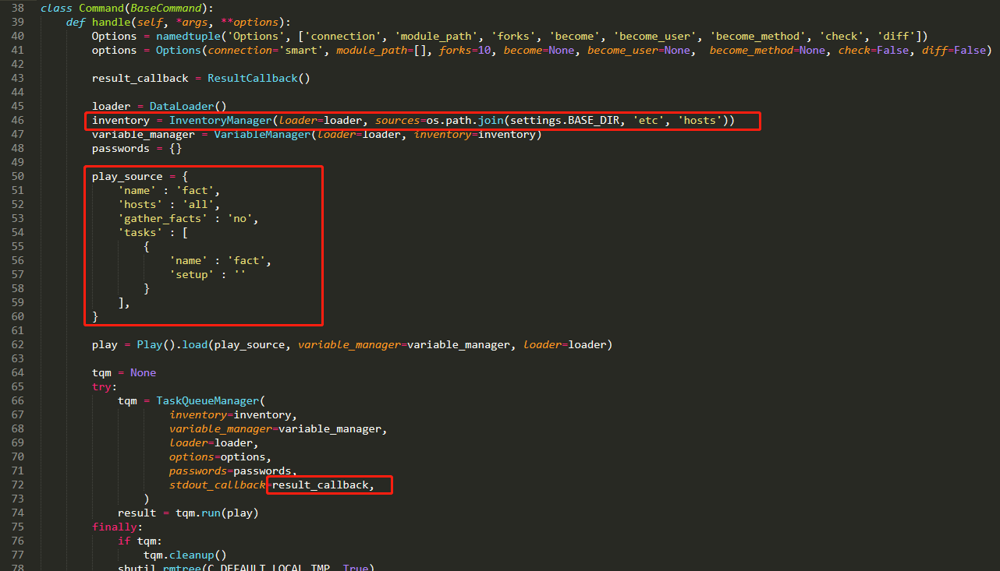 38 class Command(BaseCommand):
39     def handle(self, *args, **options):
40         Options = namedtuple('Options', ['connection', 'module_path', 'forks', 'become', 'become_user', 'become_method', 'check', 'diff'])
41         options = Options(connection='smart', module_path=[], forks=10, become=None, become_user=None,  become_method=None, check=False, diff=False)
42
43         result_callback = ResultCallback()
44
45         loader = DataLoader()
46         inventory = InventoryManager(loader=loader, sources=os.path.join(settings.BASE_DIR, 'etc', 'hosts'))
47         variable_manager = VariableManager(loader=loader, inventory=inventory)
48         passwords = {}
49
50         play_source = {
51             'name' : 'fact',
52             'hosts' : 'all',
53             'gather_facts' : 'no',
54             'tasks' : [
55                 {
56                     'name' : 'fact',
57                     'setup' : ''
58                 }
59             ],
60         }
61
62         play = Play().load(play_source, variable_manager=variable_manager, loader=loader)
63
64         tqm = None
65         try:
66             tqm = TaskQueueManager(
67                     inventory=inventory,
68                     variable_manager=variable_manager,
69                     loader=loader,
70                     options=options,
71                     passwords=passwords,
72                     stdout_callback=result_callback,
73                 )
74             result = tqm.run(play)
75         finally:
76             if tqm:
77                 tqm.cleanup()
78             shutil.rmtree(C.DEFAULT_LOCAL_TMP, True)